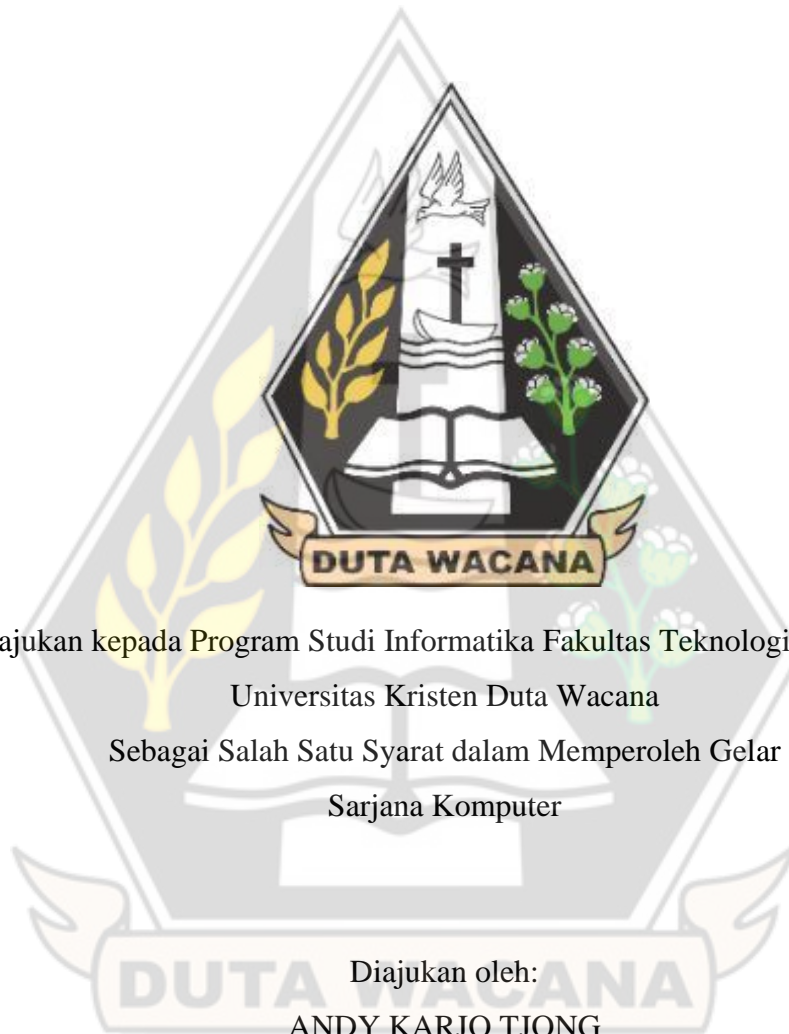 DUTA WACANA
ajukan kepada Program Studi Informatika Fakultas Teknologi
Universitas Kristen Duta Wacana
Sebagai Salah Satu Syarat dalam Memperoleh Gelar
Sarjana Komputer
Diajukan oleh:
DUTA WACANA
ANDY KARJO TJONG